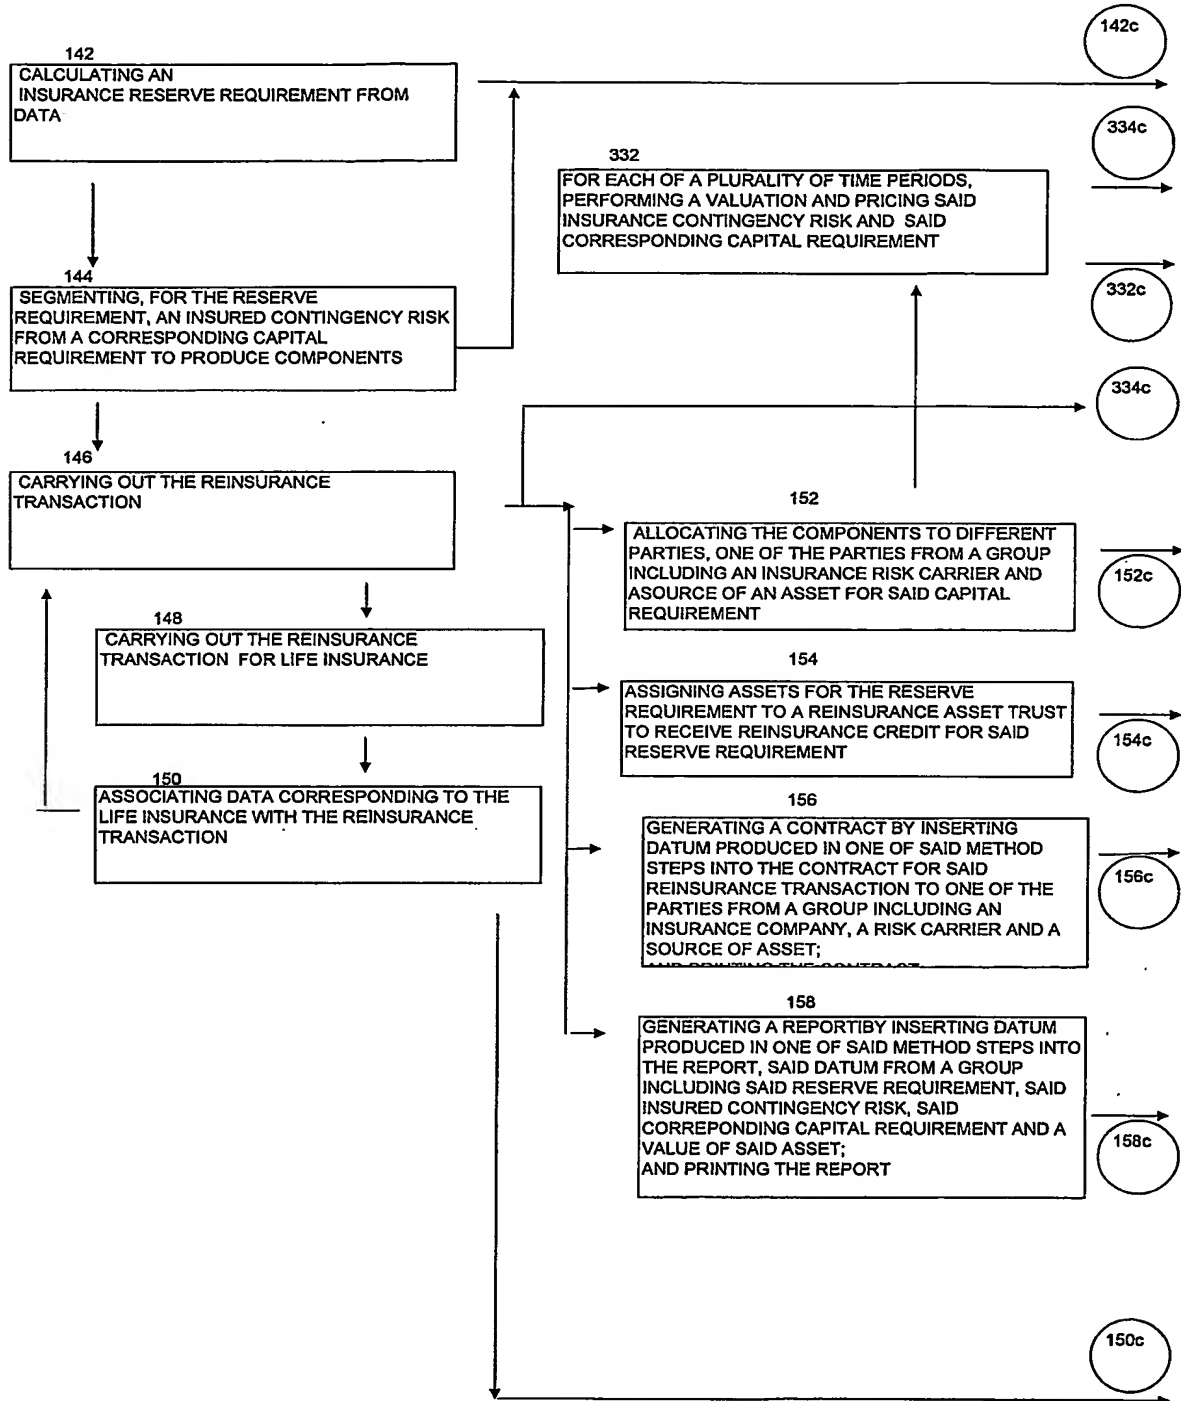 142c
142
CALCULATING AN
INSURANCE RESERVE REQUIREMENT FROM
DATA
334c
332
FOR EACH OF A PLURALITY OF TIME PERIODS,
PERFORMING A VALUATION AND PRICING SAID
INSURANCE CONTINGENCY RISK AND SAID
CORRESPONDING CAPITAL REQUIREMENT
332c
144
SEGMENTING, FOR THE RESERVE
REQUIREMENT, AN INSURED CONTINGENCY RISK
FROM A CORRESPONDING CAPITAL
REQUIREMENT TO PRODUCE COMPONENTS
334c
146
CARRYING OUT THE REINSURANCE
TRANSACTION
152
ALLOCATING THE COMPONENTS TO DIFFERENT
PARTIES, ONE OF THE PARTIES FROM A GROUP
INCLUDING AN INSURANCE RISK CARRIER AND
ASOURCE OF AN ASSET FOR SAID CAPITAL
REQUIREMENT
152c
148
CARRYING OUT THE REINSURANCE
TRANSACTION FOR LIFE INSURANCE
154
ASSIGNING ASSETS FOR THE RESERVE
REQUIREMENT TO A REINSURANCE ASSET TRUST
TO RECEIVE REINSURANCE CREDIT FOR SAID
RESERVE REQUIREMENT
154c
150
ASSOCIATING DATA CORRESPONDING TO THE
LIFE INSURANCE WITH THE REINSURANCE
TRANSACTION
156
GENERATING A CONTRACT BY INSERTING
DATUM PRODUCED IN ONE OF SAID METHOD
STEPS INTO THE CONTRACT FOR SAID
REINSURANCE TRANSACTION TO ONE OF THE
PARTIES FROM A GROUP INCLUDING AN
INSURANCE COMPANY, A RISK CARRIER AND A
SOURCE OF ASSET;
AND PRINTING THE CONTRACT
156c
158
GENERATING A REPORTIBY INSERTING DATUM
PRODUCED IN ONE OF SAID METHOD STEPS INTO
THE REPORT, SAID DATUM FROM A GROUP
INCLUDING SAID RESERVE REQUIREMENT, SAID
INSURED CONTINGENCY RISK, SAID
CORREPONDING CAPITAL REQUIREMENT AND A
VALUE OF SAID ASSET;
AND PRINTING THE REPORT
158c
150c